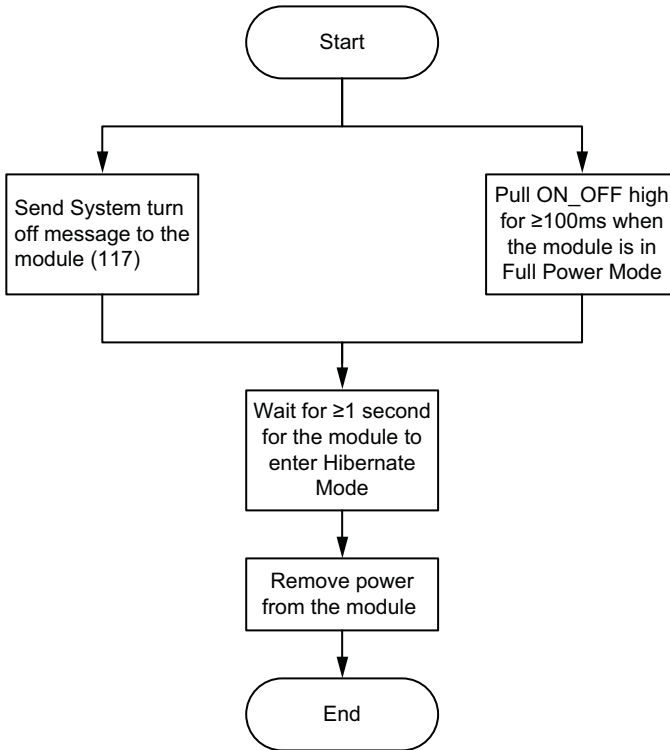 Start
Send System turn
off message to the
module (117)
Pull ON_OFF high
for ≥100ms when
the module is in
Full Power Mode
Wait for ≥1 second
for the module to
enter Hibernate
Mode
Remove power
from the module
End